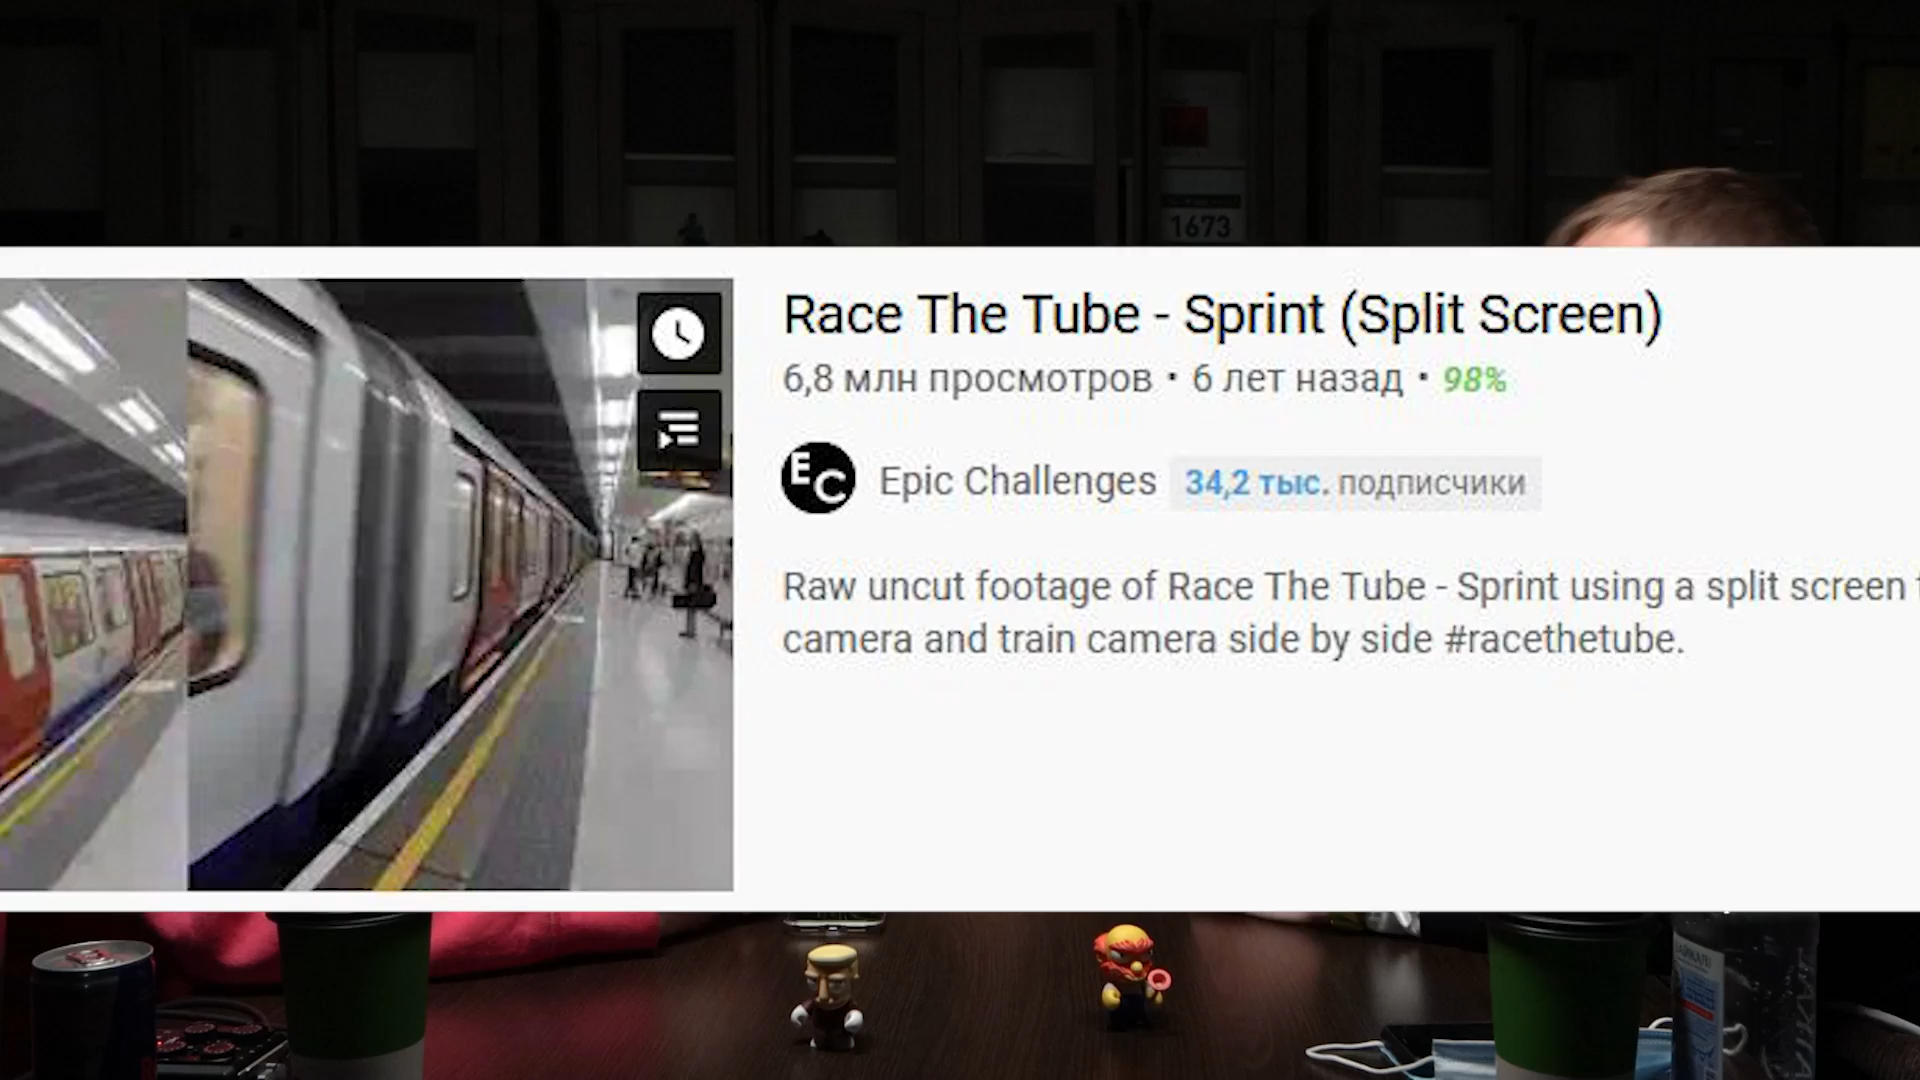 1673
Race The Tube - Sprint (Split Screen)
6,8 млн просмотров • 6 лет назад • 98%
EC
Epic Challenges 34,2 тыс. подписчики
Raw uncut footage of Race The Tube - Sprint using a split screen
camera and train camera side by side #racethetube.